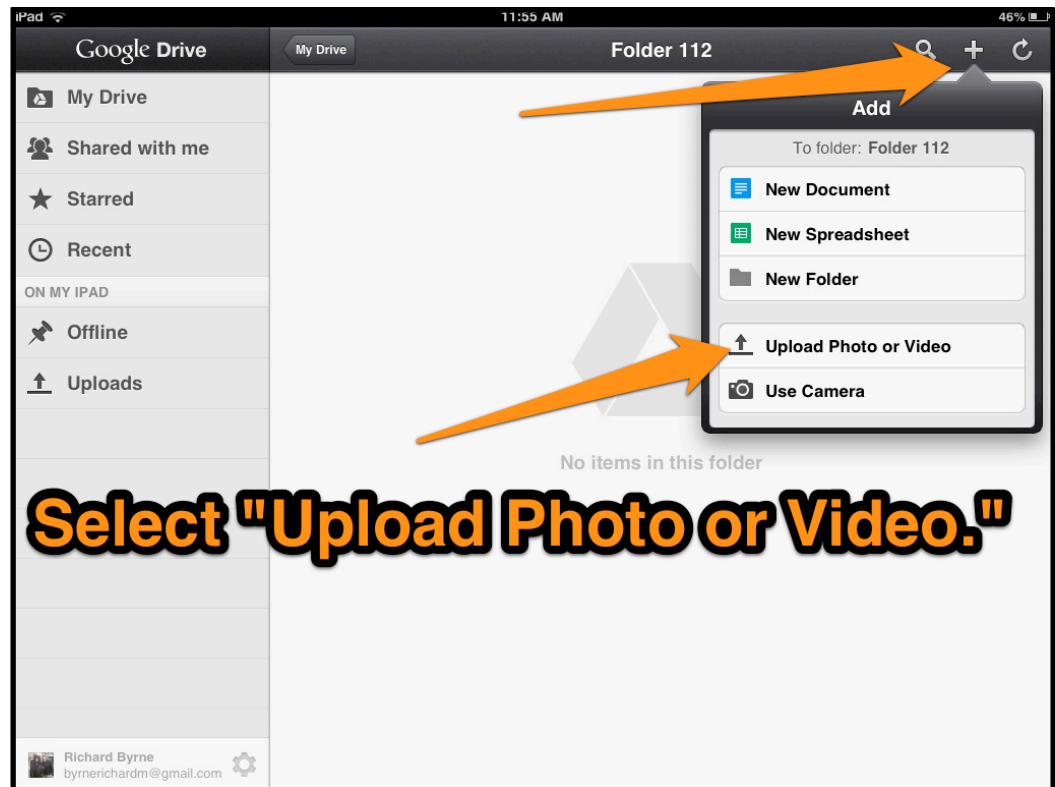 iPad 11:55 AM 46%
Google Drive
My Drive
Folder 112
My Drive
Shared with me
Starred
Recent
ON MY IPAD
Offline
Uploads
Add
To folder: Folder 112
New Document
New Spreadsheet
New Folder
Upload Photo or Video
Use Camera
No items in this folder
Select "Upload Photo or Video."
Richard Byrne
byrnerichardm@gmail.com